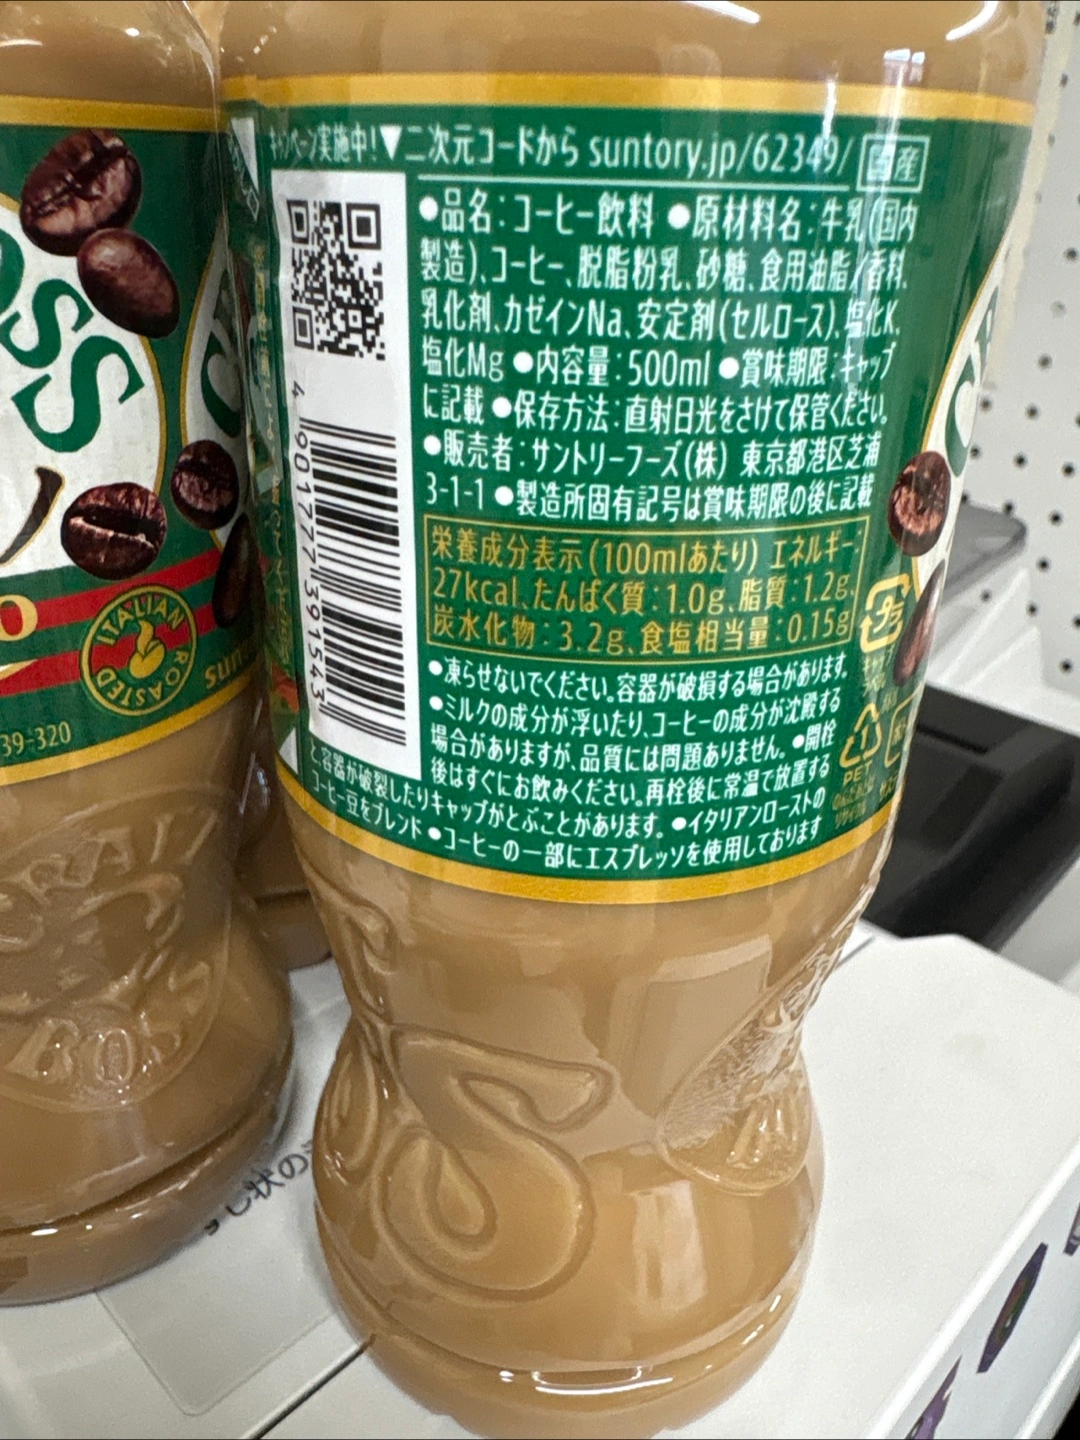 キャンペーン実施中!▼二次元コードから suntory.jp/62349/ 国産
●品名:コーヒー飲料 ●原材料名:牛乳(国内
製造)、コーヒー、脱脂粉乳、砂糖、食用油脂/香料、
乳化剤、カゼインNa、安定剤(セルロース)、塩化K、
塩化Mg ●内容量:500ml ●賞味期限:キャップ
に記載 ●保存方法:直射日光をさけて保管ください。
●販売者:サントリーフーズ(株) 東京都港区芝浦
3-1-1 ●製造所固有記号は賞味期限の後に記載
栄養成分表示(100mlあたり) エネルギー:
27kcal、たんぱく質:1.0g、脂質:1.2g、
炭水化物:3.2g、食塩相当量:0.15g
●凍らせないでください。容器が破損する場合があります。
●ミルクの成分が浮いたり、コーヒーの成分が沈殿する
場合がありますが、品質には問題ありません。●開栓
後はすぐにお飲みください。再栓後に常温で放置する
と、容器が破裂したりキャップがとぶことがあります。●イタリアンローストの
コーヒー豆をブレンド●コーヒーの一部にエスプレッソを使用しております
4 901777 391543
プラ
1
PET
ITALIAN
ROASTED
39-320
BOSS